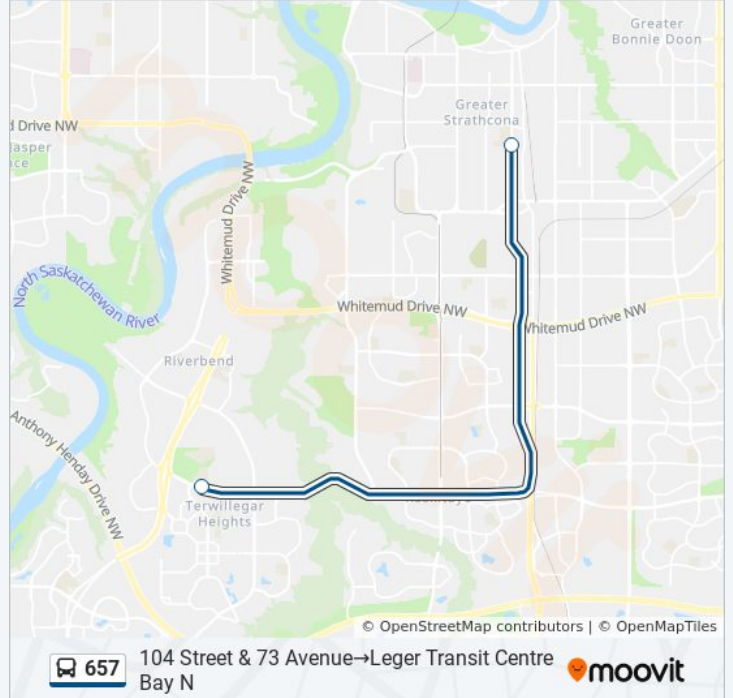 Greater
Bonnie Doon
Greater
Strathcona
d Drive NW
Jasper
ace
Whitemud Drive NW
North Saskatchewan River
Whitemud Drive NW
Whitemud Drive NW
Riverbend
Anthony Henday Drive NW
Terwillegar
Heights
© OpenStreetMap contributors | © OpenMapTiles
657
104 Street & 73 Avenue→Leger Transit Centre
Bay N
moovit